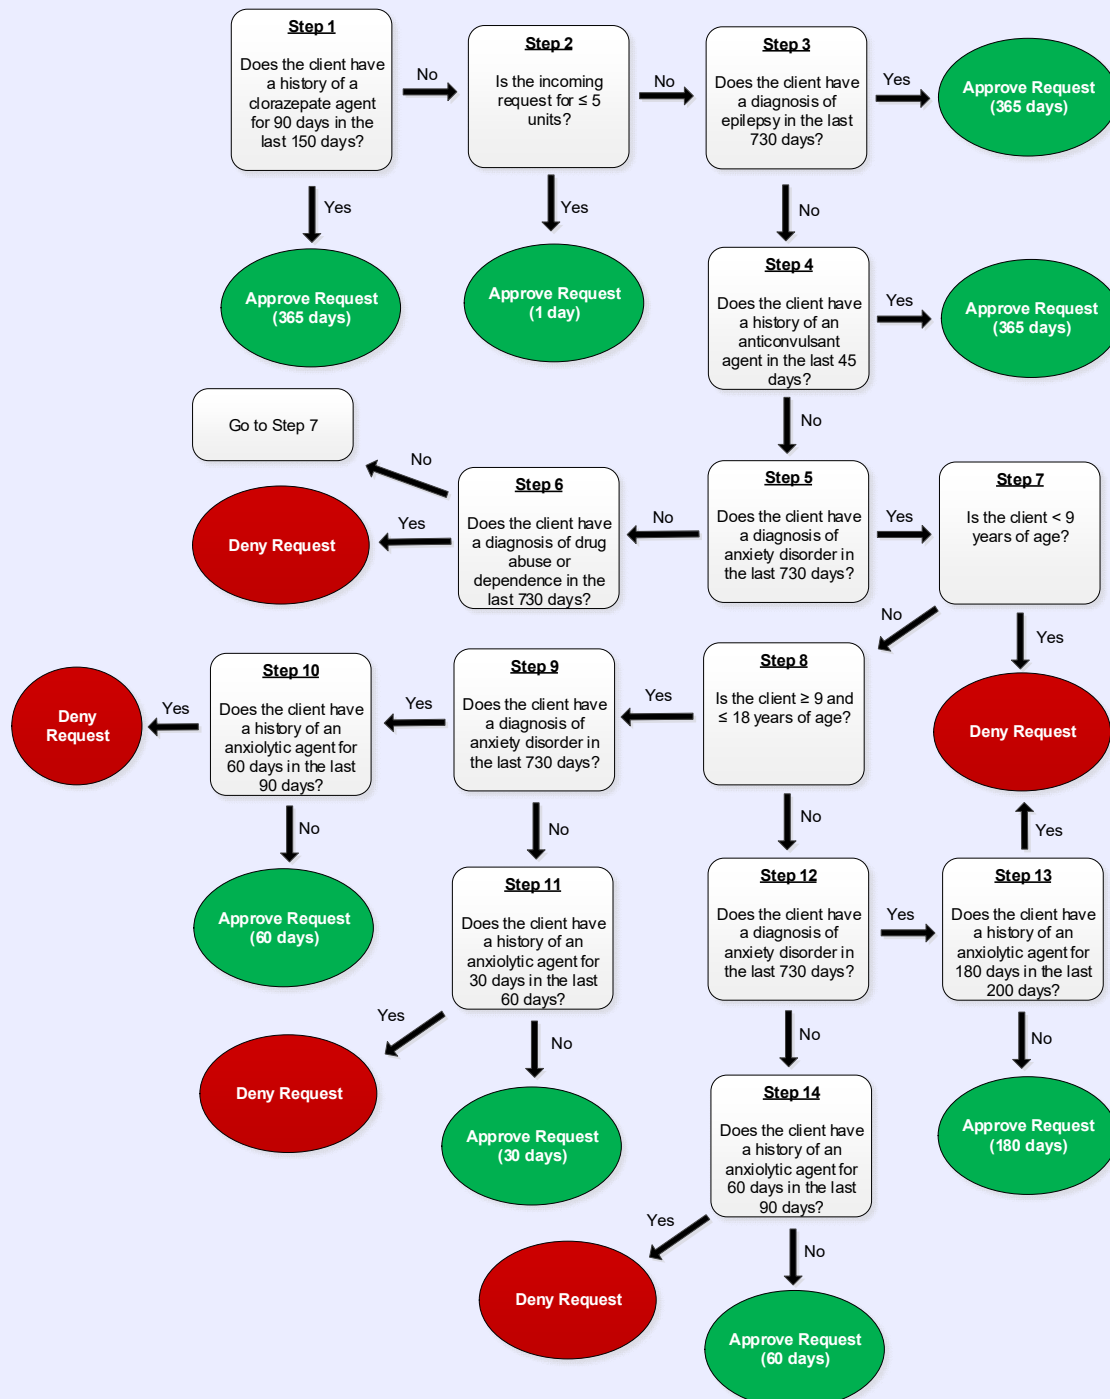 Step 1
Does the client have
a history of a
clorazepate agent
for 90 days in the
last 150 days?
No
Step 2
Is the incoming
request for ≤ 5
units?
No
Step 3
Does the client have
a diagnosis of
epilepsy in the last
730 days?
Yes
Approve Request
(365 days)
Yes
Yes
No
Approve Request
(365 days)
Approve Request
(1 day)
Step 4
Does the client have
a history of an
anticonvulsant
agent in the last 45
days?
Yes
Approve Request
(365 days)
No
Go to Step 7
No
Deny Request
Yes
Step 6
Does the client have
a diagnosis of drug
abuse or
dependence in the
last 730 days?
No
Step 5
Does the client have
a diagnosis of
anxiety disorder in
the last 730 days?
Yes
Step 7
Is the client < 9
years of age?
No
Yes
Deny Request
Yes
Step 10
Does the client have
a history of an
anxiolytic agent for
60 days in the last
90 days?
Yes
Step 9
Does the client have
a diagnosis of
anxiety disorder in
the last 730 days?
Yes
Step 8
Is the client ≥ 9 and
≤ 18 years of age?
Deny Request
No
No
No
Yes
Approve Request
(60 days)
Step 11
Does the client have
a history of an
anxiolytic agent for
30 days in the last
60 days?
Step 12
Does the client have
a diagnosis of
anxiety disorder in
the last 730 days?
Yes
Step 13
Does the client have
a history of an
anxiolytic agent for
180 days in the last
200 days?
Yes
No
No
No
Deny Request
Approve Request
(30 days)
Step 14
Does the client have
a history of an
anxiolytic agent for
60 days in the last
90 days?
Approve Request
(180 days)
Yes
No
Deny Request
Approve Request
(60 days)